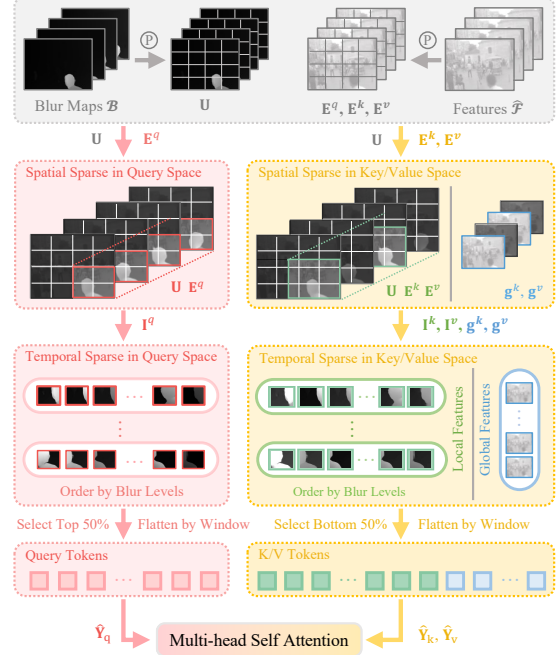 P
P
Blur Maps ℬ
U
E^q, E^k, E^v
Features ℱ̂
U E^q
U E^k, E^v
Spatial Sparse in Query Space
Spatial Sparse in Key/Value Space
U E^q
U E^k E^v
g^k, g^v
I^q
I^k, I^v, g^k, g^v
Temporal Sparse in Query Space
Temporal Sparse in Key/Value Space
...
...
...
...
Order by Blur Levels
Order by Blur Levels
Local Features
Global Features
Select Top 50% Flatten by Window
Select Bottom 50% Flatten by Window
Query Tokens
K/V Tokens
...
... ...
Ŷ_q
Multi-head Self Attention
Ŷ_k, Ŷ_v